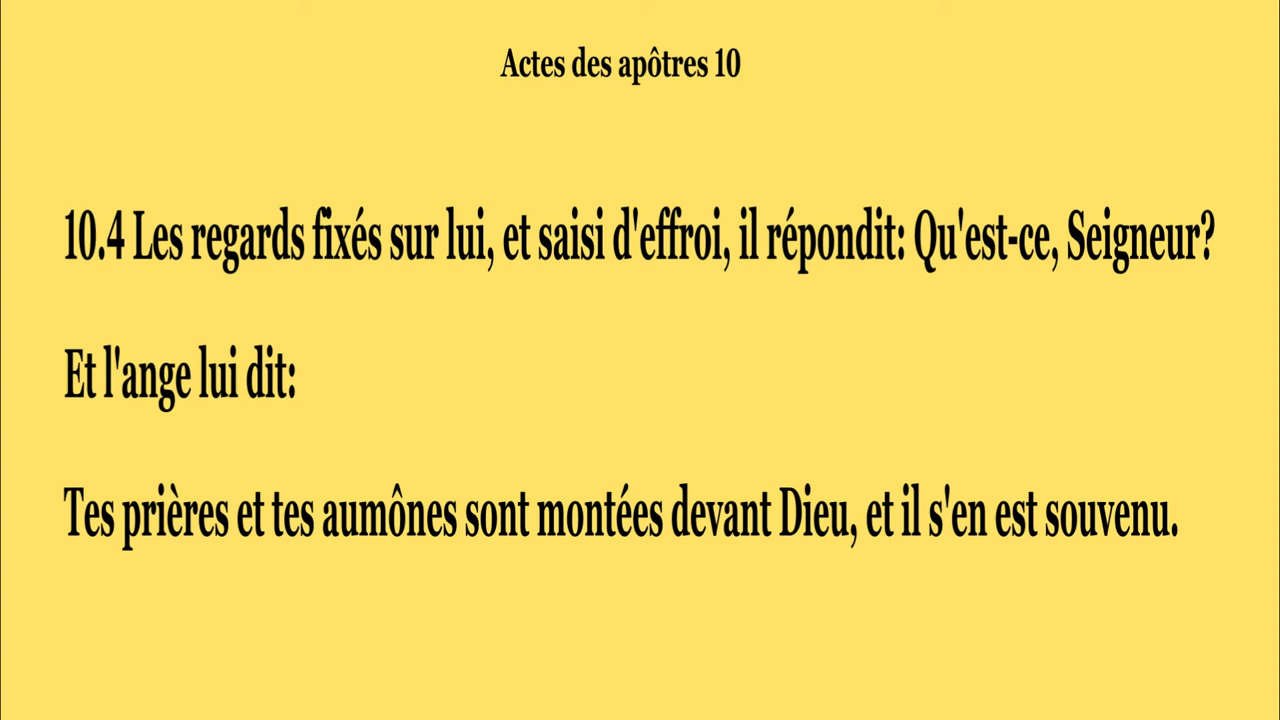 Actes des apôtres 10
10.4 Les regards fixés sur lui, et saisi d'effroi, il répondit: Qu'est-ce, Seigneur?
Et l'ange lui dit:
Tes prières et tes aumônes sont montées devant Dieu, et il s'en est souvenu.